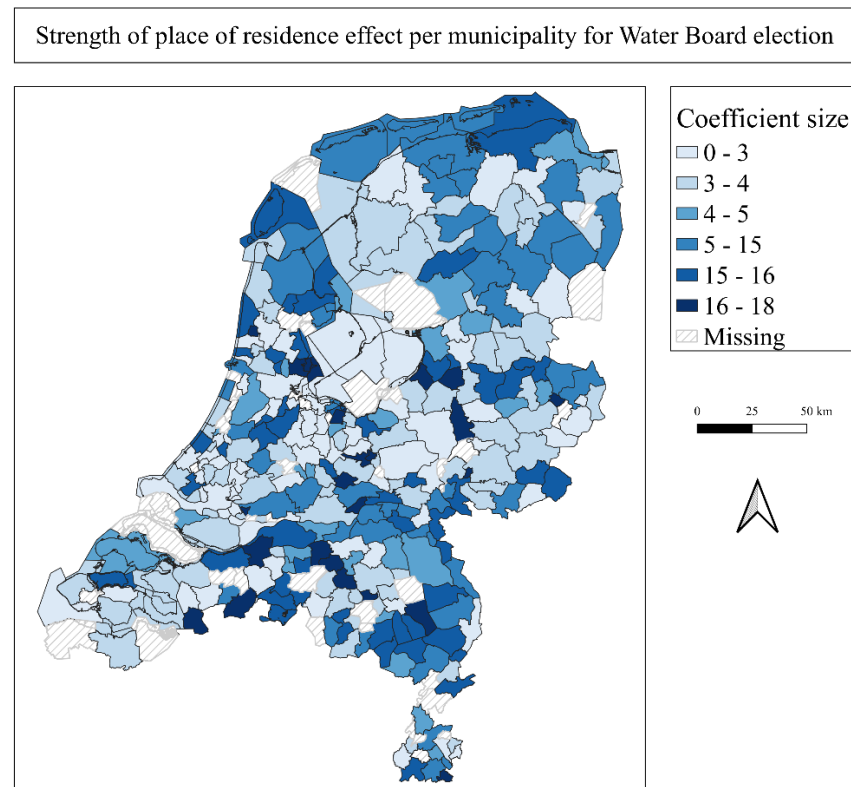 Strength of place of residence effect per municipality for Water Board election
Coefficient size
0 - 3
3 - 4
4 - 5
5 - 15
15 - 16
16 - 18
Missing
0 25 50 km